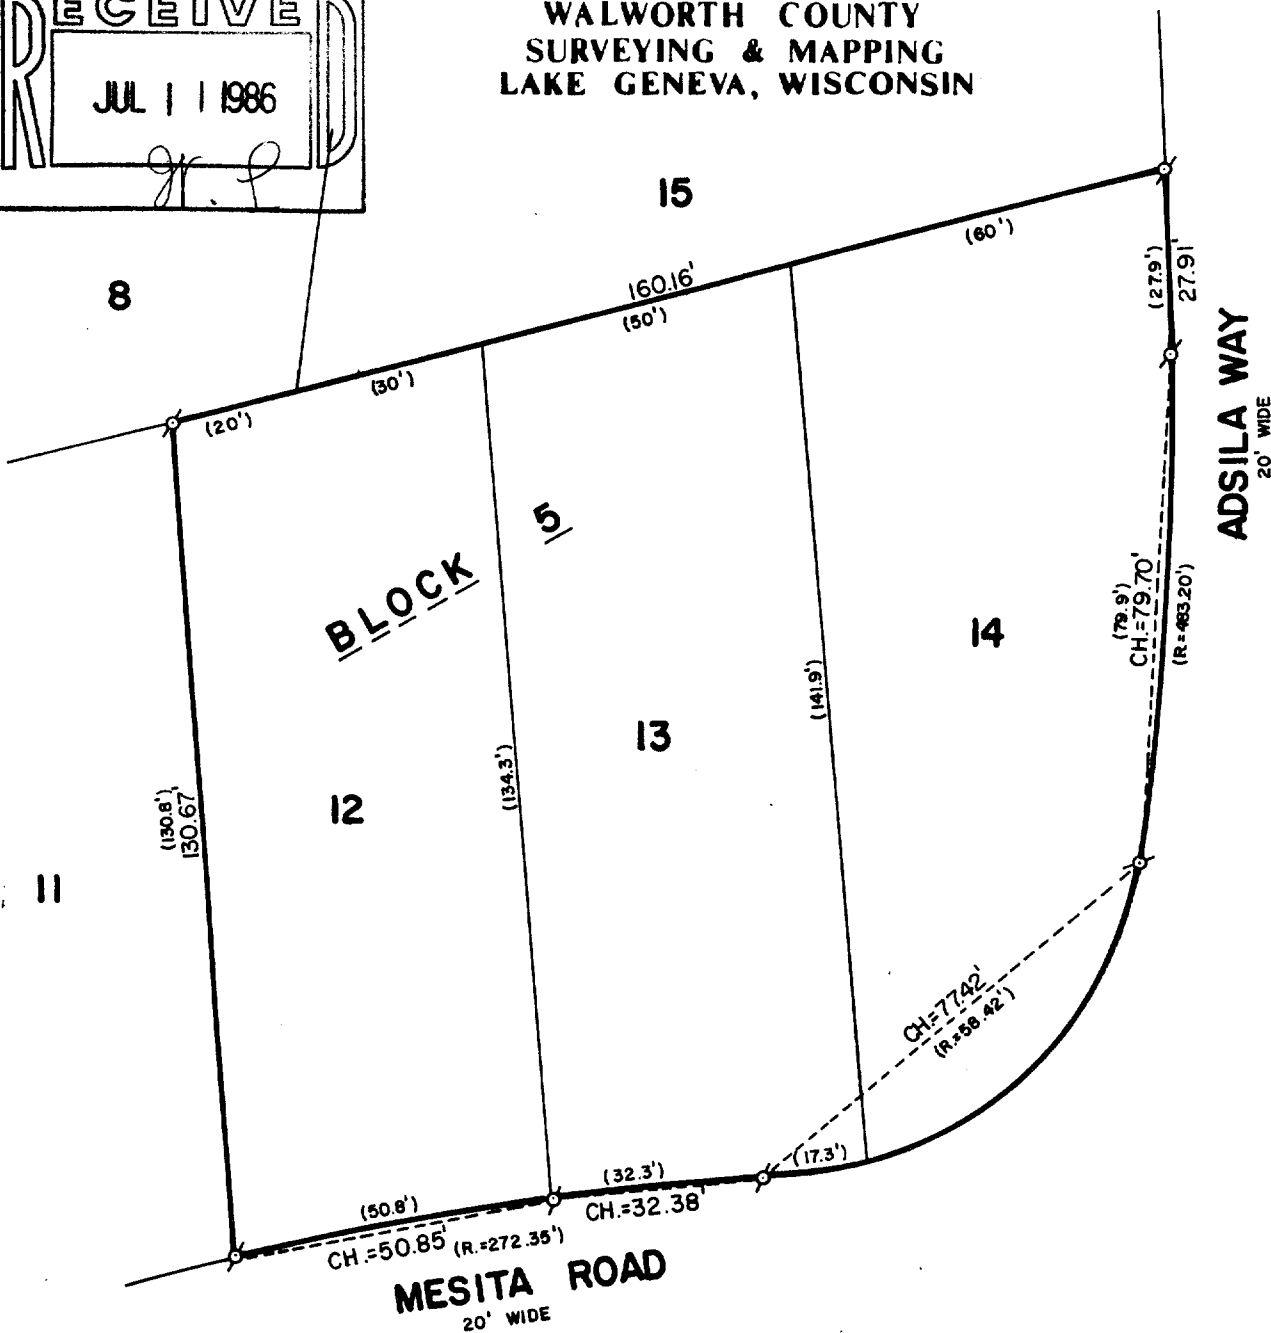 RECEIVED
JUL 11 1986
WALWORTH COUNTY
SURVEYING & MAPPING
LAKE GENEVA, WISCONSIN
15
8
(60')
160.16'
(50')
(30')
(20')
(27.9')
27.91'
ADSILA WAY
20' WIDE
BLOCK 5
14
(79.9')
CH.=79.70'
(R.=483.20')
13
(141.9')
(134.3')
12
(130.8')
130.67'
11
CH.=77.42'
(R.=58.42')
(17.3')
(32.3')
CH.=32.38'
(50.8')
CH.=50.85'
(R.=272.35')
MESITA ROAD
20' WIDE